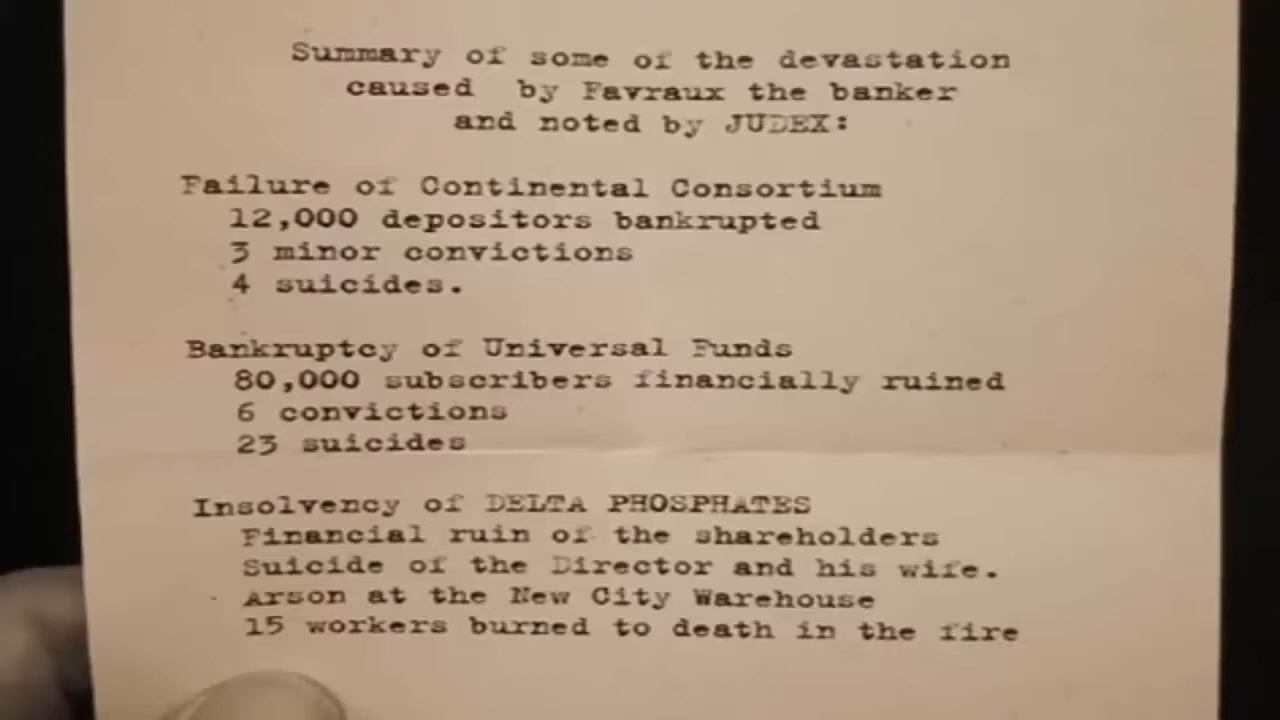 Summary of some of the devastation
caused by Favraux the banker
and noted by JUDEX:
Failure of Continental Consortium
12,000 depositors bankrupted
3 minor convictions
4 suicides.
Bankruptcy of Universal Funds
80,000 subscribers financially ruined
6 convictions
23 suicides
Insolvency of DELTA PHOSPHATES
Financial ruin of the shareholders
Suicide of the Director and his wife.
Arson at the New City Warehouse
15 workers burned to death in the fire